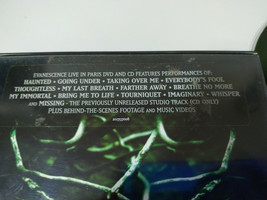 EVANESCENCE LIVE IN PARIS DVD AND CD FEATURES PERFORMANCES OF:
HAUNTED • GOING UNDER • TAKING OVER ME • EVERYBODY'S FOOL
THOUGHTLESS • MY LAST BREATH • FARTHER AWAY • BREATHE NO MORE
MY IMMORTAL • BRING ME TO LIFE • TOURNIQUET • IMAGINARY • WHISPER
AND MISSING - THE PREVIOUSLY UNRELEASED STUDIO TRACK (CD ONLY)
PLUS BEHIND-THE-SCENES FOOTAGE AND MUSIC VIDEOS